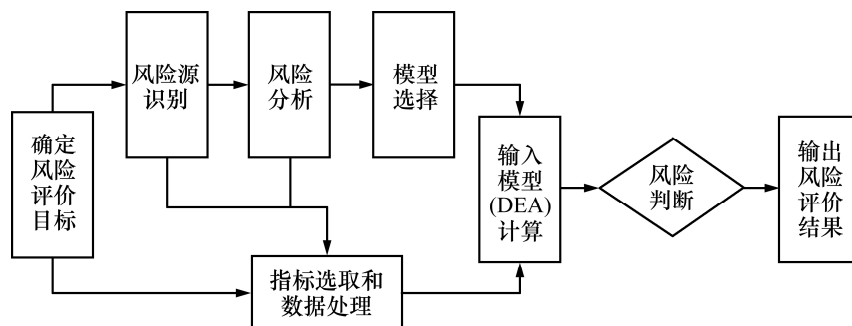 确定
风险
评价
目标
风险源
识别
风险
分析
模型
选择
指标选取和
数据处理
输入
模型
(DEA)
计算
风险
判断
输出
风险
评价
结果